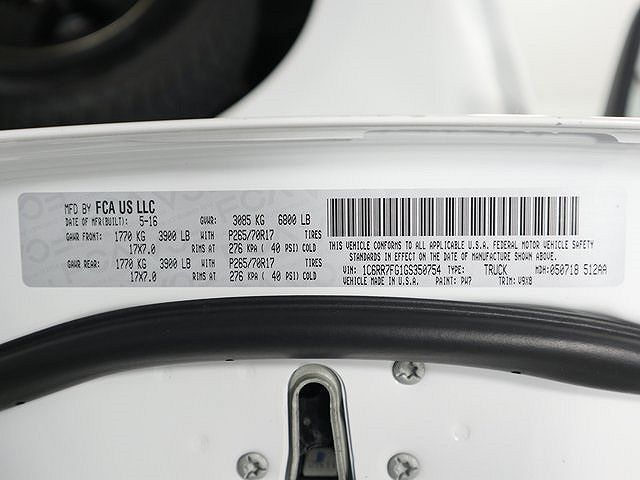 MFD BY FCA US LLC
DATE OF MFR(BUILT): 5-16 GVWR: 3085 KG 6800 LB
GAWR FRONT: 1770 KG 3900 LB WITH P265/70R17 TIRES
17X7.0 RIMS AT 276 KPA ( 40 PSI) COLD
GAWR REAR: 1770 KG 3900 LB WITH P265/70R17 TIRES
17X7.0 RIMS AT 276 KPA ( 40 PSI) COLD
THIS VEHICLE CONFORMS TO ALL APPLICABLE U.S.A. FEDERAL MOTOR VEHICLE SAFETY
STANDARDS IN EFFECT ON THE DATE OF MANUFACTURE SHOWN ABOVE.
VIN: 1C6RR7FG1GS350754 TYPE: TRUCK MDH: 050718 512AA
VEHICLE MADE IN U.S.A. PAINT: PW7 TRIM: V9X8